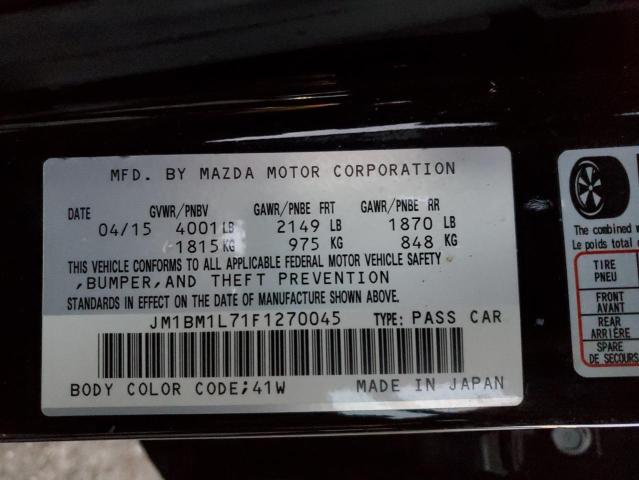 MFD. BY MAZDA MOTOR CORPORATION
DATE GVWR/PNBV GAWR/PNBE FRT GAWR/PNBE RR
04/15 4001LB 2149 LB 1870 LB
1815KG 975 KG 848 KG
THIS VEHICLE CONFORMS TO ALL APPLICABLE FEDERAL MOTOR VEHICLE SAFETY
,BUMPER,AND THEFT PREVENTION
STANDARDS IN EFFECT ON THE DATE OF MANUFACTURE SHOWN ABOVE.
JM1BM1L71F1270045 TYPE: PASS CAR
BODY COLOR CODE;41W MADE IN JAPAN
The combined
Le poids total
TIRE
PNEU
FRONT
AVANT
REAR
ARRIÈRE
SPARE
DE SECOURS